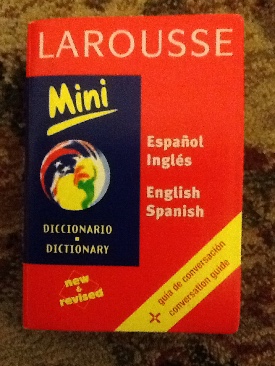 LAROUSSE
Mini
Español
Inglés
English
Spanish
DICCIONARIO
DICTIONARY
new
&
revised
guía de conversación
conversation guide